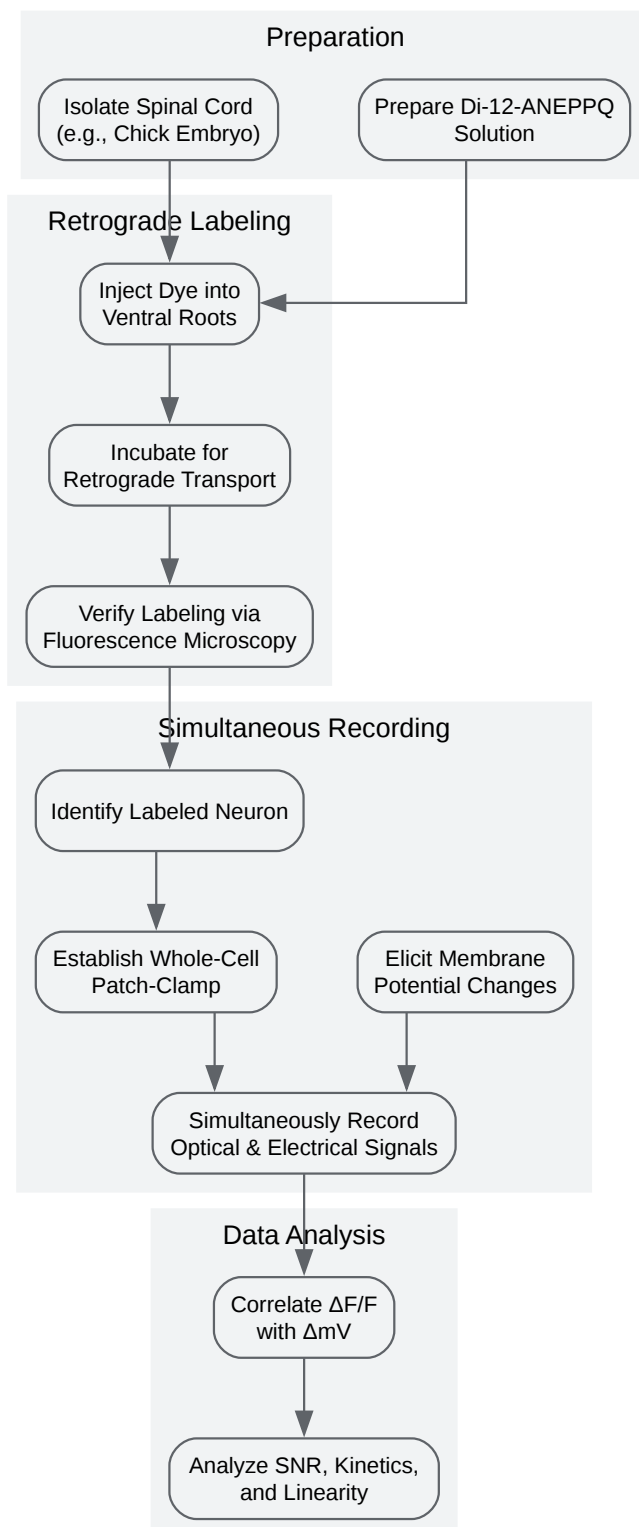 Preparation
Isolate Spinal Cord
(e.g., Chick Embryo)
Prepare Di-12-ANEPPQ
Solution
Retrograde Labeling
Inject Dye into
Ventral Roots
Incubate for
Retrograde Transport
Verify Labeling via
Fluorescence Microscopy
Simultaneous Recording
Identify Labeled Neuron
Establish Whole-Cell
Patch-Clamp
Elicit Membrane
Potential Changes
Simultaneously Record
Optical & Electrical Signals
Data Analysis
Correlate ΔF/F
with ΔmV
Analyze SNR, Kinetics,
and Linearity